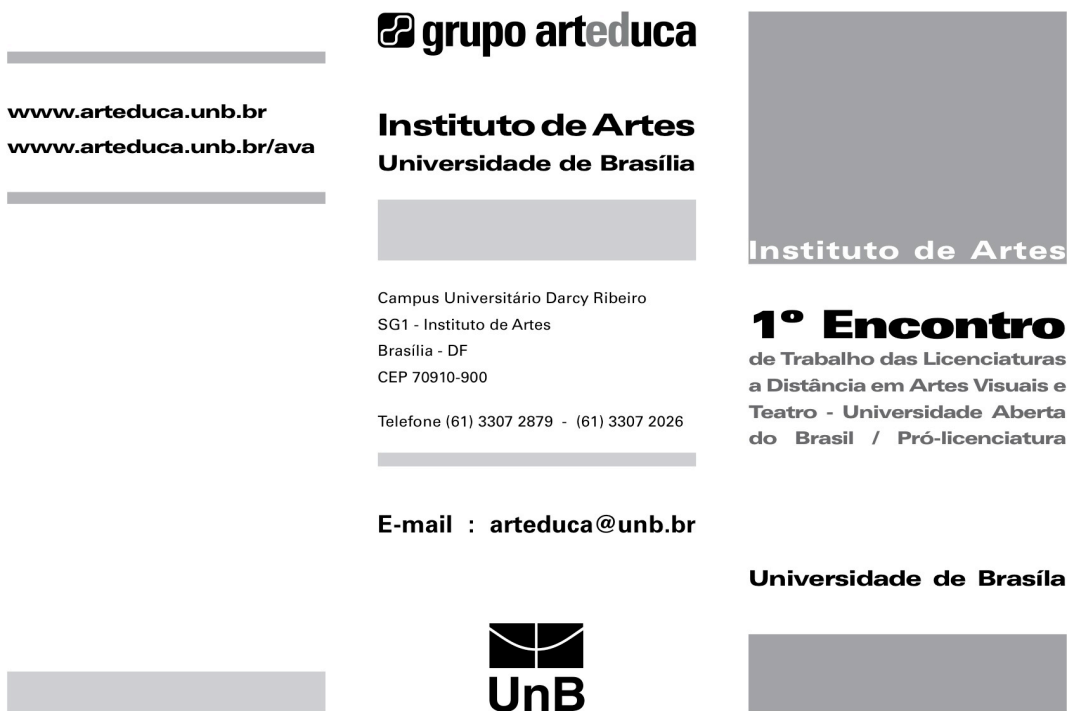 www.arteduca.unb.br
www.arteduca.unb.br/ava
grupo arteduca
Instituto de Artes
Universidade de Brasília
Campus Universitário Darcy Ribeiro
SG1 - Instituto de Artes
Brasília - DF
CEP 70910-900
Telefone (61) 3307 2879 - (61) 3307 2026
E-mail : arteduca@unb.br
UnB
Instituto de Artes
1º Encontro
de Trabalho das Licenciaturas
a Distância em Artes Visuais e
Teatro - Universidade Aberta
do Brasil / Pró-licenciatura
Universidade de Brasíla